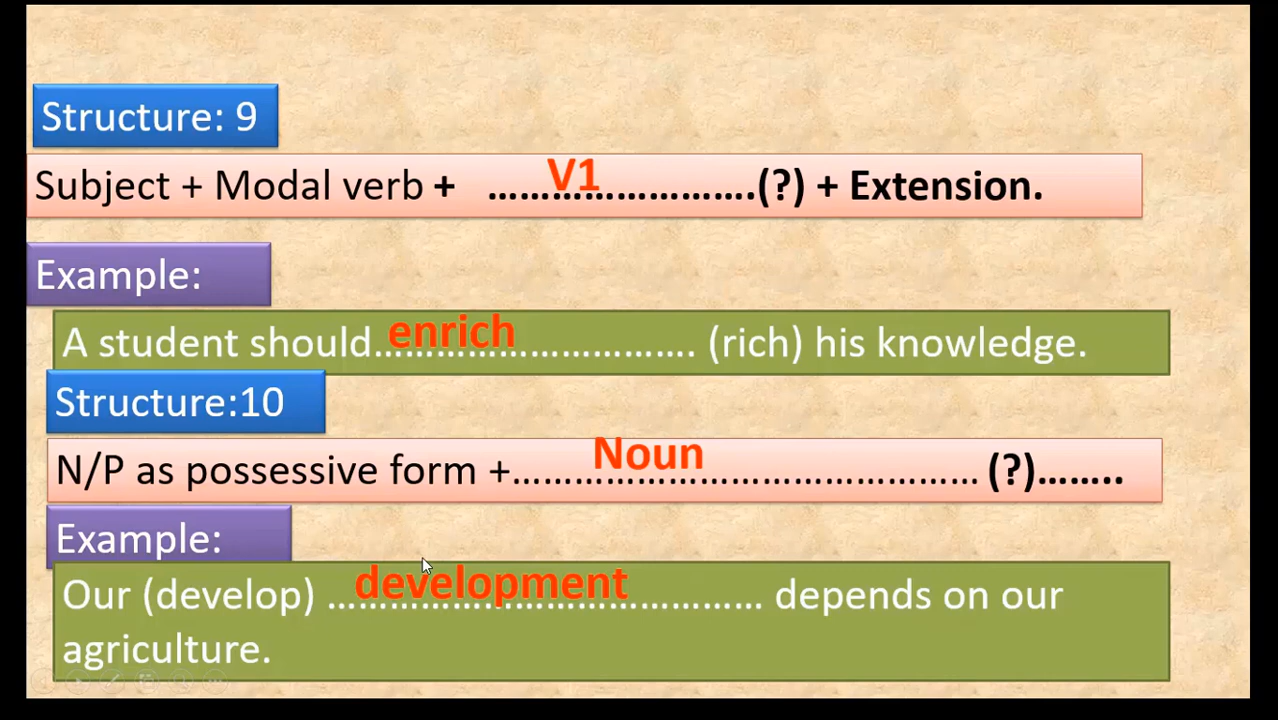 Structure: 9
Subject + Modal verb + ……V1………….(?) + Extension.
Example:
A student should…enrich…………. (rich) his knowledge.
Structure:10
N/P as possessive form +……Noun………………… (?)……..
Example:
Our (develop) …development………… depends on our
agriculture.